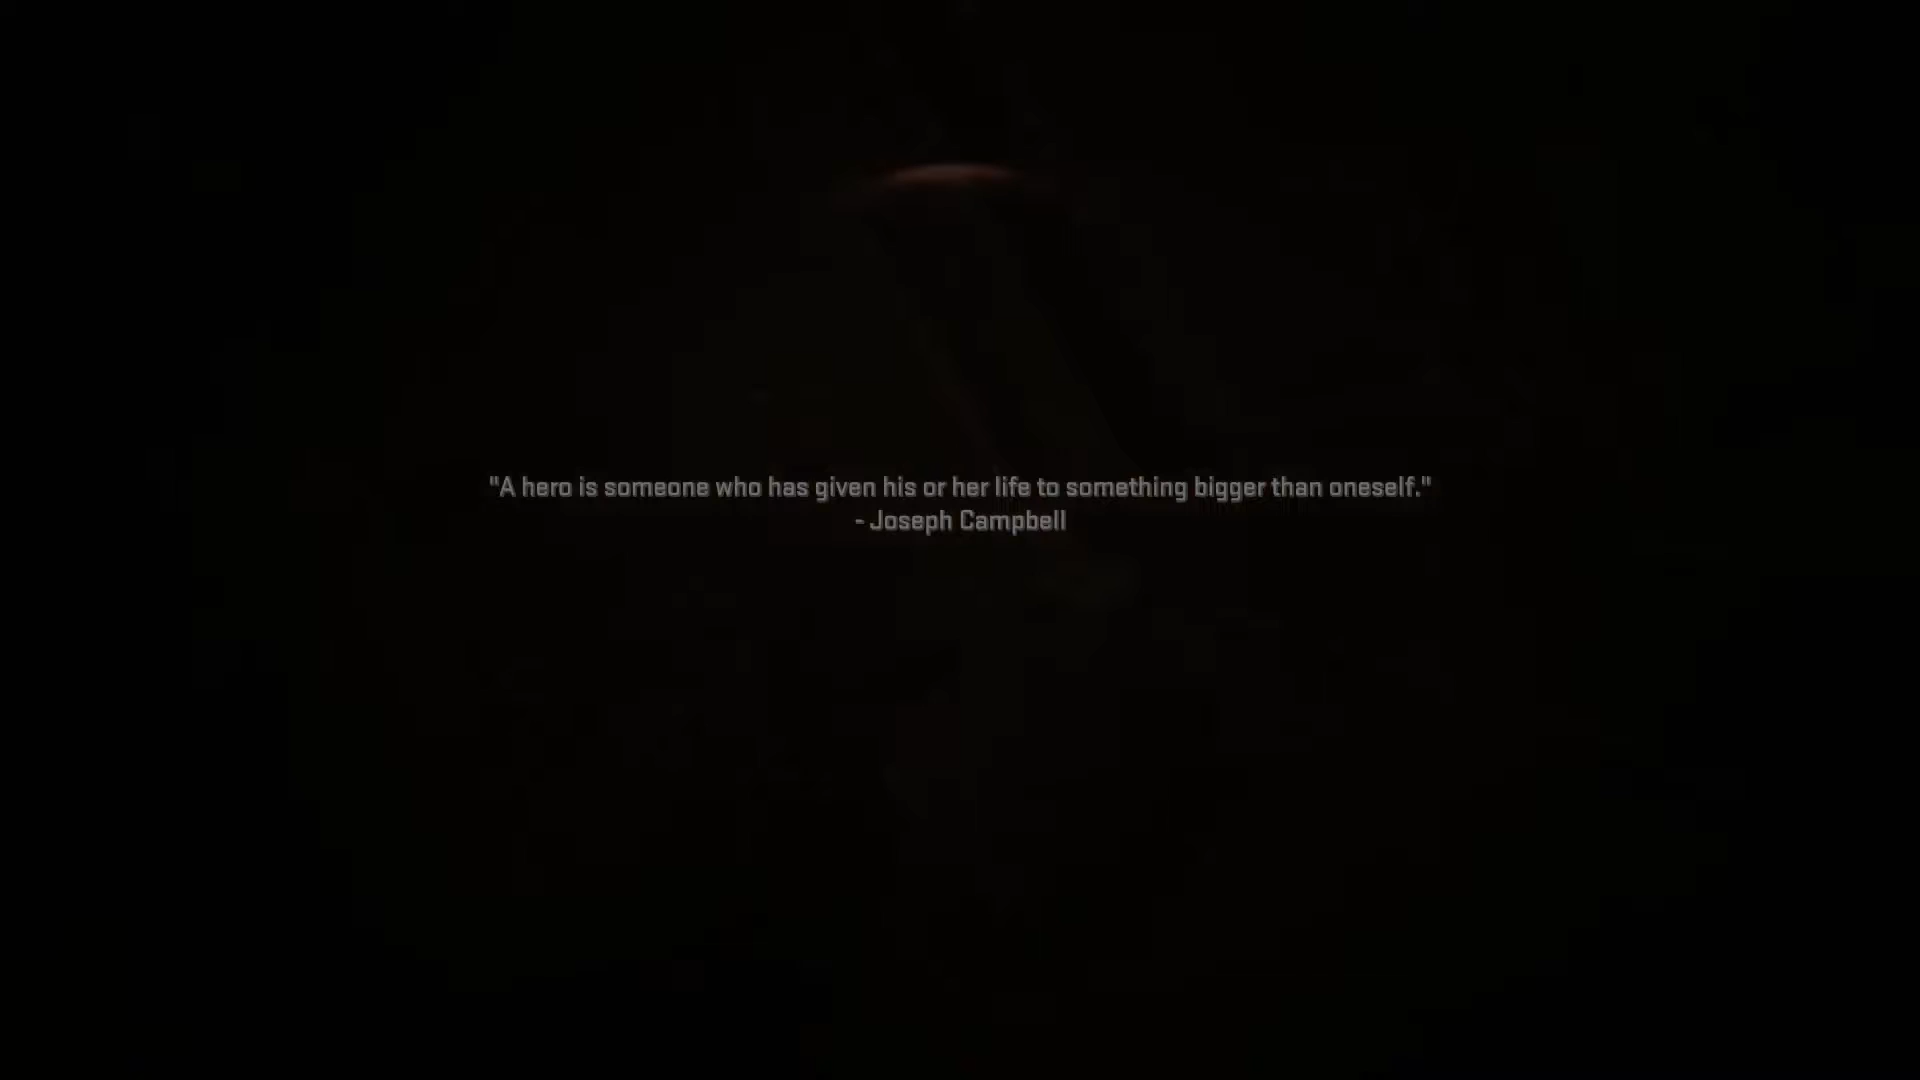 "A hero is someone who has given his or her life to something bigger than oneself."
- Joseph Campbell